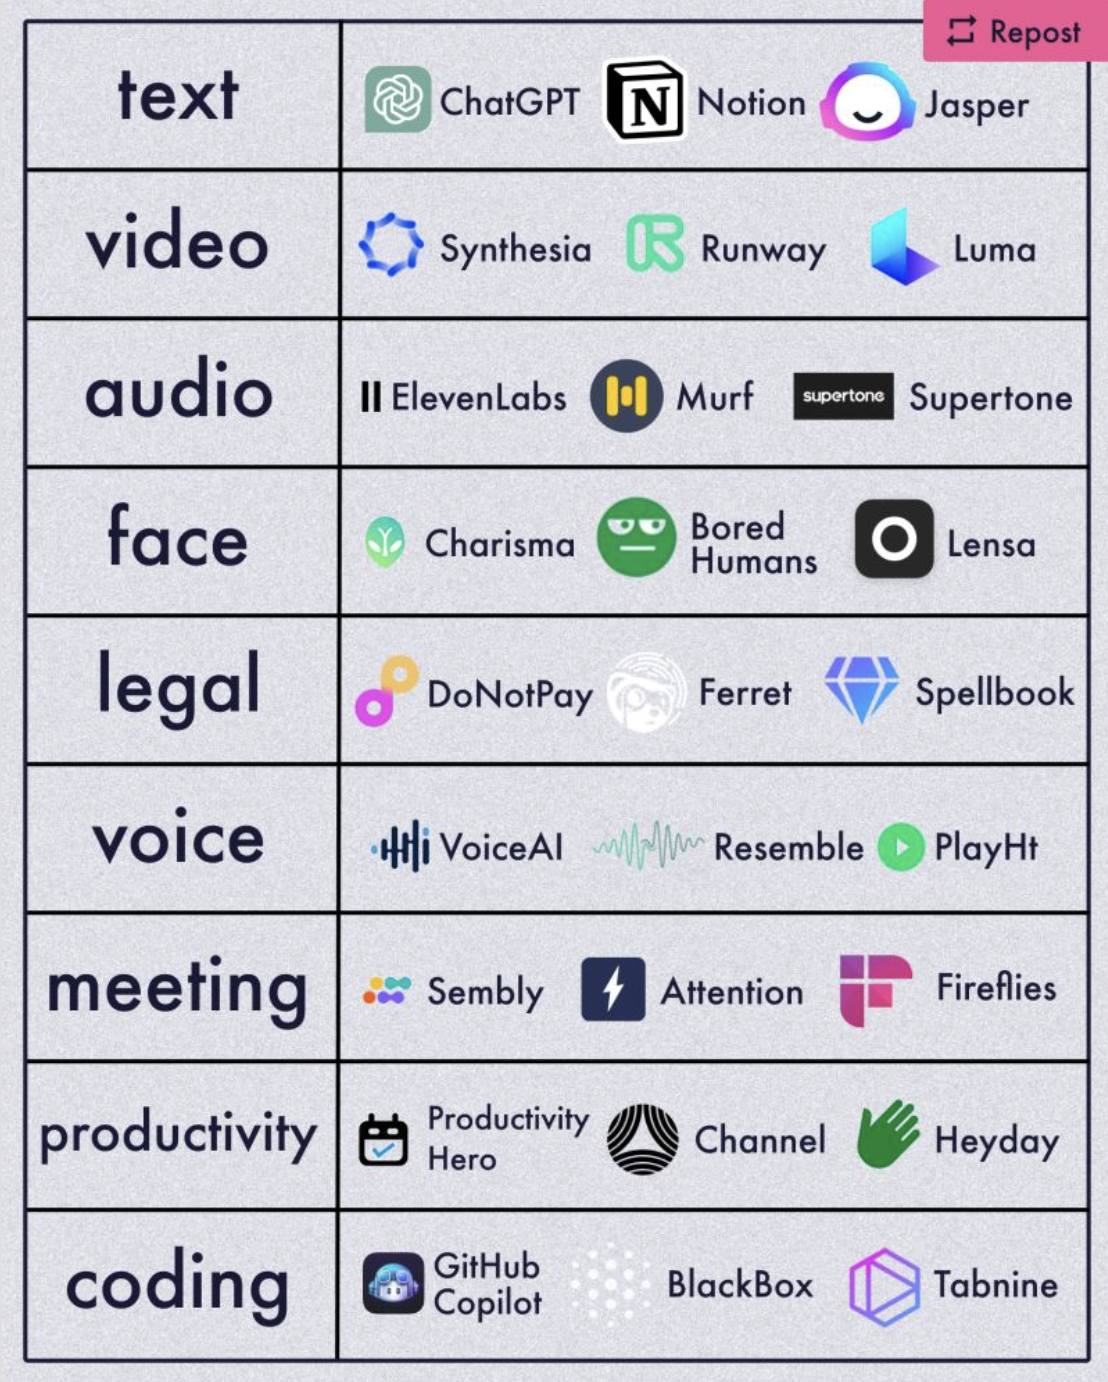 Repost
text
ChatGPT N Notion Jasper
video
Synthesia Runway Luma
audio
ElevenLabs Murf supertone Supertone
face
Charisma Bored Humans Lensa
legal
DoNotPay Ferret Spellbook
voice
VoiceAI Resemble PlayHt
meeting
Sembly Attention Fireflies
productivity
Productivity Hero Channel Heyday
coding
GitHub Copilot BlackBox Tabnine